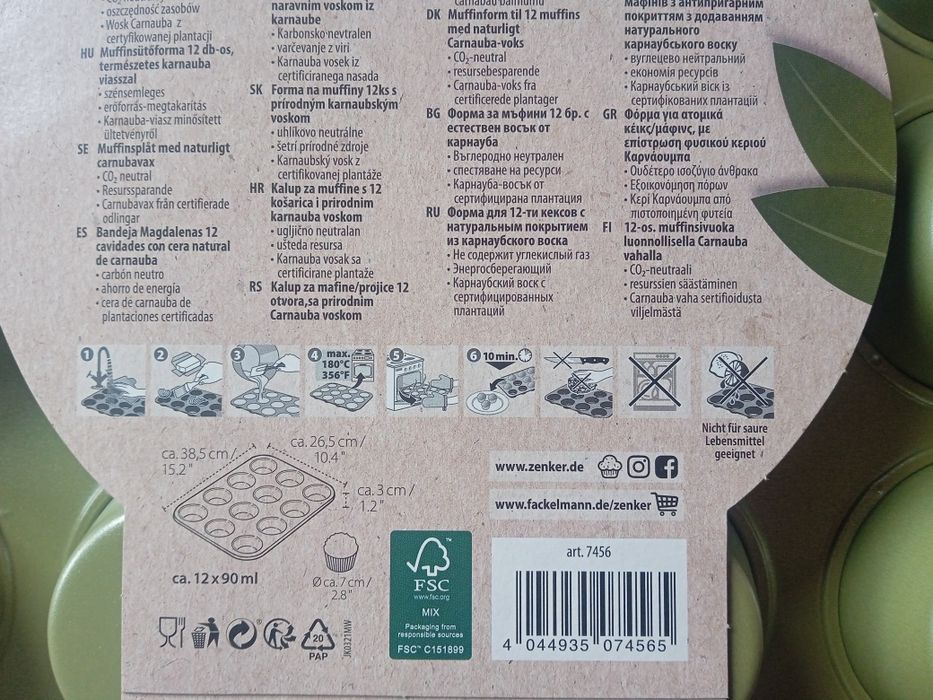 CO₂
• oszczędność zasobów
• Wosk Carnauba z
certyfikowanej plantacji
HU Muffinsütőforma 12 db-os,
természetes karnauba
viasszal
• szénsemleges
• erőforrás-megtakarítás
• Karnauba-viasz minősített
ültetvényről
SE Muffinsplåt med naturligt
carnubavax
• CO₂ neutral
• Resurssparande
• Carnubavax från certifierade
odlingar
ES Bandeja Magdalenas 12
cavidades con cera natural
de carnauba
• carbón neutro
• ahorro de energía
• cera de carnauba de
plantaciones certificadas
naravnim voskom iz
karnaube
• Karbonsko nevtralen
• varčevanje z viri
• Karnauba vosek iz
certificiranega nasada
SK Forma na muffiny 12ks s
prírodným karnaubským
voskom
• uhlíkovo neutrálne
• šetrí prírodné zdroje
• Karnaubský vosk z
certifikovanej plantáže
HR Kalup za muffine s 12
košarica i prirodnim
karnauba voskom
• ugljično neutralan
• ušteda resursa
• Karnauba vosak sa
certificirane plantaže
RS Kalup za mafine/projice 12
otvora,sa prirodnim
Carnauba voskom
DK Muffinform til 12 muffins
med naturligt
Carnauba-voks
• CO₂-neutral
• resursebesparende
• Carnauba-voks fra
certificerede plantager
BG Форма за мъфини 12 бр. с
естествен восък от
карнауба
• Въглеродно неутрален
• спестяване на ресурси
• Карнауба-восък от
сертифицирана плантация
RU Форма для 12-ти кексов с
натуральным покрытием
из карнаубского воска
• Не содержит углекислый газ
• Энергосберегающий
• Карнаубский воск с
сертифицированных
плантаций
мафінів з антипригарним
покриттям з додаванням
натурального
карнаубського воску
• вуглецево нейтральний
• економія ресурсів
• Карнаубський віск із
сертифікованих плантацій
GR Φόρμα για ατομικά
κέικς/μάφινς, με
επίστρωση φυσικού κεριού
Καρνάουμπα
• Ουδέτερο ισοζύγιο άνθρακα
• Εξοικονόμηση πόρων
• Κερί Καρνάουμπα από
πιστοποιημένη φυτεία
FI 12-os. muffinsivuoka
luonnollisella Carnauba
vahalla
• CO₂-neutraali
• resurssien säästäminen
• Carnauba vaha sertifioidusta
viljelmästä
1
2
3
4 max.
180°C
356°F
5
6 10 min.
Nicht für saure
Lebensmittel
geeignet
ca. 38,5 cm/
15.2"
ca. 26,5 cm/
10.4"
ca. 3 cm/
1.2"
ca. 12 x 90 ml
Ø ca. 7 cm/
2.8"
www.zenker.de
www.fackelmann.de/zenker
FSC
www.fsc.org
MIX
Packaging from
responsible sources
FSC™ C151899
art. 7456
4 044935 074565
20
PAP
JK0321MW